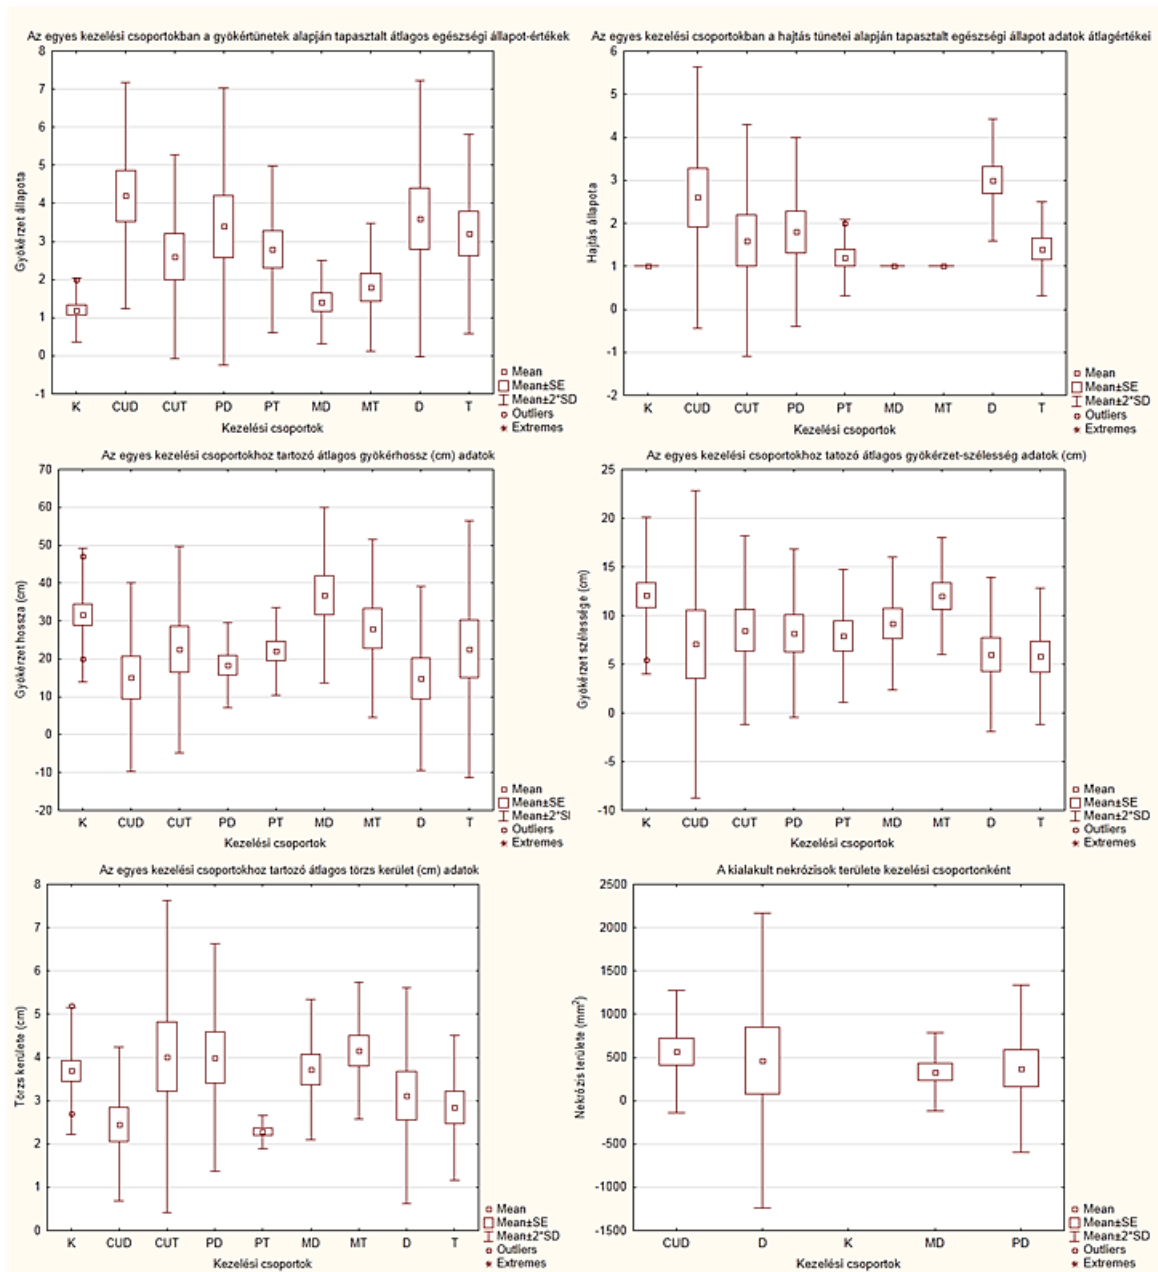 Az egyes kezelési csoportokban a gyökértünetek alapján tapasztalt átlagos egészségi állapot-értékek
8
7
6
5
4
3
2
1
0
-1
Gyökérzet állapota
K CUD CUT PD PT MD MT D T
Kezelési csoportok
Mean
Mean±SE
Mean±2*SD
Outliers
Extremes
Az egyes kezelési csoportokban a hajtás tünetei alapján tapasztalt egészségi állapot adatok átlagértékei
6
5
4
3
2
1
0
-1
-2
Hajtás állapota
K CUD CUT PD PT MD MT D T
Kezelési csoportok
Mean
Mean±SE
Mean±2*SD
Outliers
Extremes
Az egyes kezelési csoportokhoz tartozó átlagos gyökérhossz (cm) adatok
70
60
50
40
30
20
10
0
-10
-20
Gyökérzet hossza (cm)
K CUD CUT PD PT MD MT D T
Kezelési csoportok
Mean
Mean±SE
Mean±2*SI
Outliers
Extremes
Az egyes kezelési csoportokhoz tatozó átlagos gyökérzet-szélesség adatok (cm)
25
20
15
10
5
0
-5
-10
Gyökérzet szélessége (cm)
K CUD CUT PD PT MD MT D T
Kezelési csoportok
Mean
Mean±SE
Mean±2*SD
Outliers
Extremes
Az egyes kezelési csoportokhoz tartozó átlagos törzs kerület (cm) adatok
8
7
6
5
4
3
2
1
0
Törzs kerülete (cm)
K CUD CUT PD PT MD MT D T
Kezelési csoportok
Mean
Mean±SE
Mean±2*SD
Outliers
Extremes
A kialakult nekrózisok területe kezelési csoportonként
2500
2000
1500
1000
500
0
-500
-1000
-1500
Nekrózis területe (mm²)
CUD D K MD PD
Kezelési csoportok
Mean
Mean±SE
Mean±2*SD
Outliers
Extremes